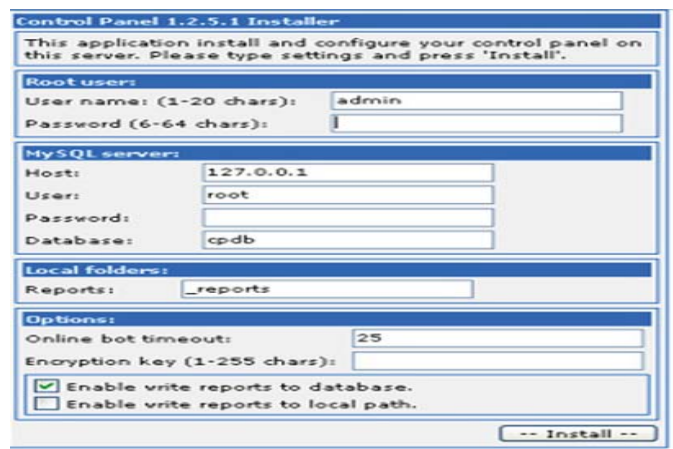 Control Panel 1.2.5.1 Installer
This application install and configure your control panel on
this server. Please type settings and press 'Install'.
Root user:
User name: (1-20 chars): admin
Password (6-64 chars):
MySQL server:
Host: 127.0.0.1
User: root
Password:
Database: cpdb
Local folders:
Reports: _reports
Options:
Online bot timeout: 25
Encryption key (1-255 chars):
Enable write reports to database.
Enable write reports to local path.
-- Install --